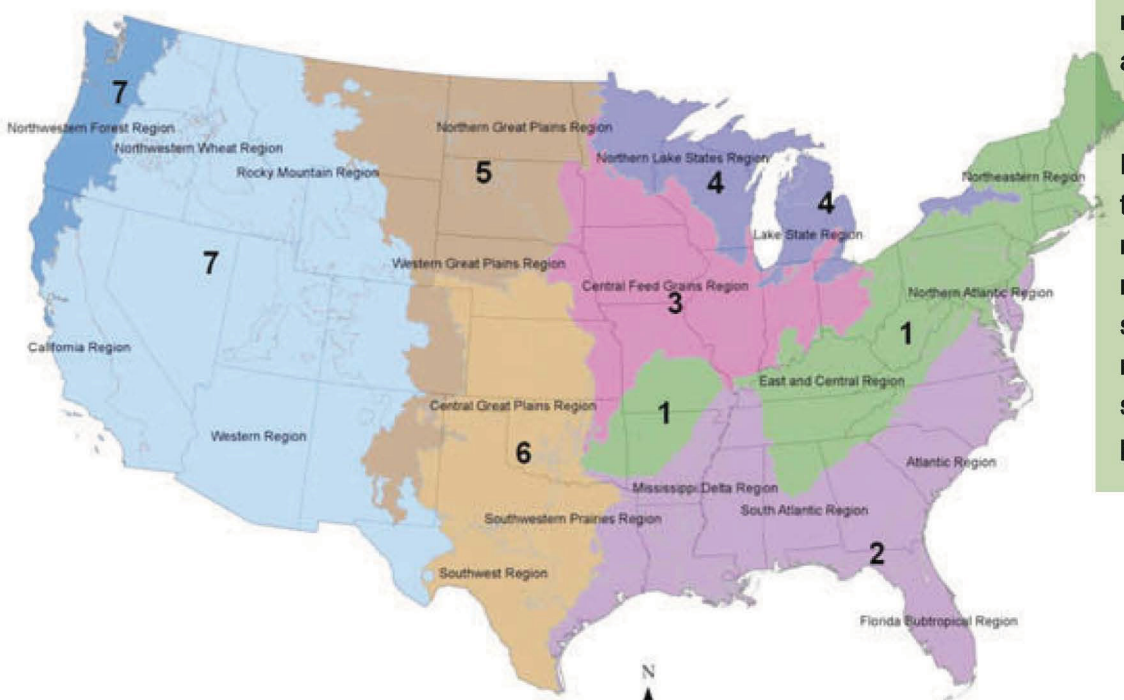 7
Northwestern Forest Region
Northwestern Wheat Region
Rocky Mountain Region
Northern Great Plains Region
5
Northern Lake States Region
4
4
Lake State Region
Northeastern Region
7
Western Great Plains Region
Central Feed Grains Region
3
Northern Atlantic Region
1
California Region
East and Central Region
Central Great Plains Region
1
Western Region
6
Atlantic Region
Mississippi Delta Region
South Atlantic Region
Southwestern Prairies Region
2
Southwest Region
Florida Subtropical Region
N